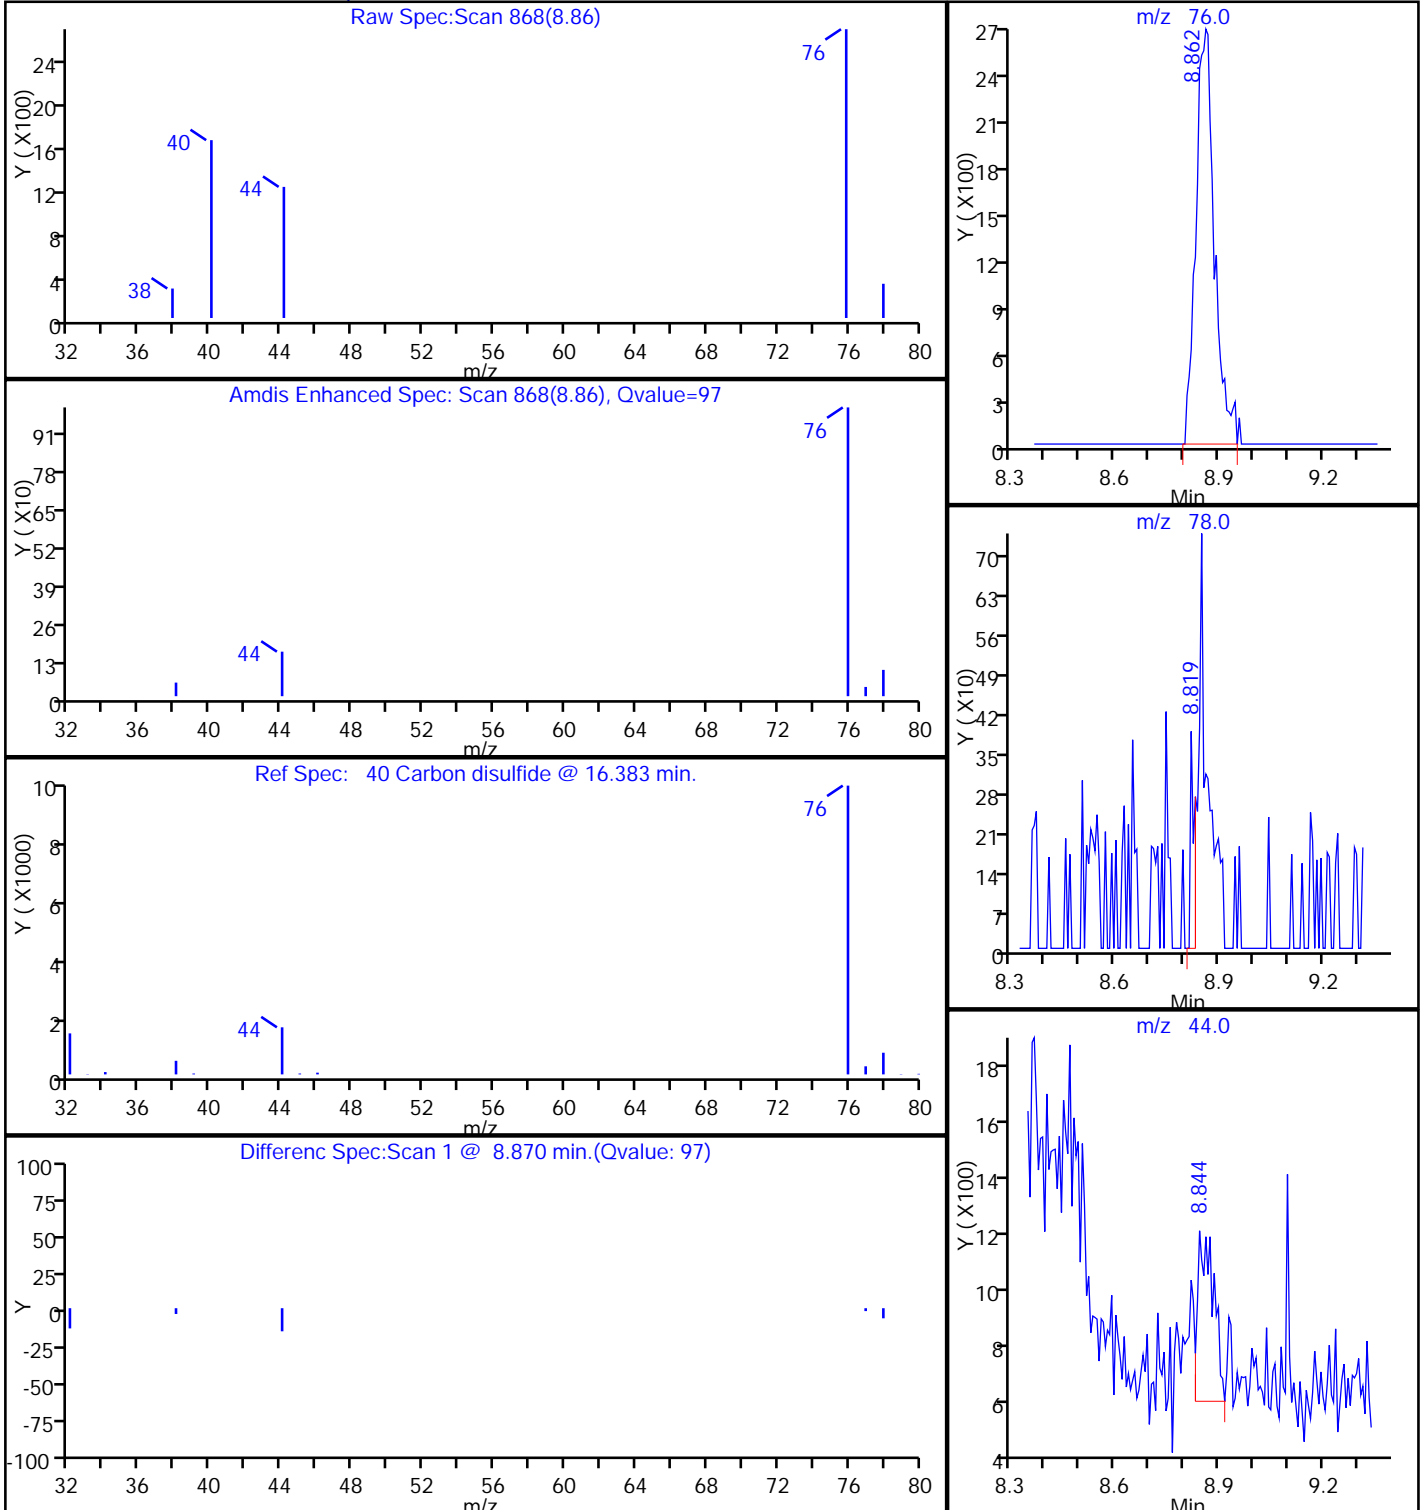 Raw Spec:Scan 868(8.86)
Y ( X100)
24
20
16
12
8
4
0
76
40
44
38
32 36 40 44 48 52 56 60 64 68 72 76 80
m/z
Amdis Enhanced Spec: Scan 868(8.86), Qvalue=97
Y ( X10)
91
78
65
52
39
26
13
0
76
44
32 36 40 44 48 52 56 60 64 68 72 76 80
m/z
Ref Spec: 40 Carbon disulfide @ 16.383 min.
Y ( X1000)
10
8
6
4
2
0
76
44
32 36 40 44 48 52 56 60 64 68 72 76 80
m/z
Differenc Spec:Scan 1 @ 8.870 min.(Qvalue: 97)
Y
100
75
50
25
0
-25
-50
-75
-100
32 36 40 44 48 52 56 60 64 68 72 76 80
m/z
m/z 76.0
Y ( X100)
27
24
21
18
15
12
9
6
3
0
8.862
8.3 8.6 8.9 9.2
Min
m/z 78.0
Y ( X10)
70
63
56
49
42
35
28
21
14
7
0
8.819
8.3 8.6 8.9 9.2
Min
m/z 44.0
Y ( X100)
18
16
14
12
10
8
6
4
8.844
8.3 8.6 8.9 9.2
Min